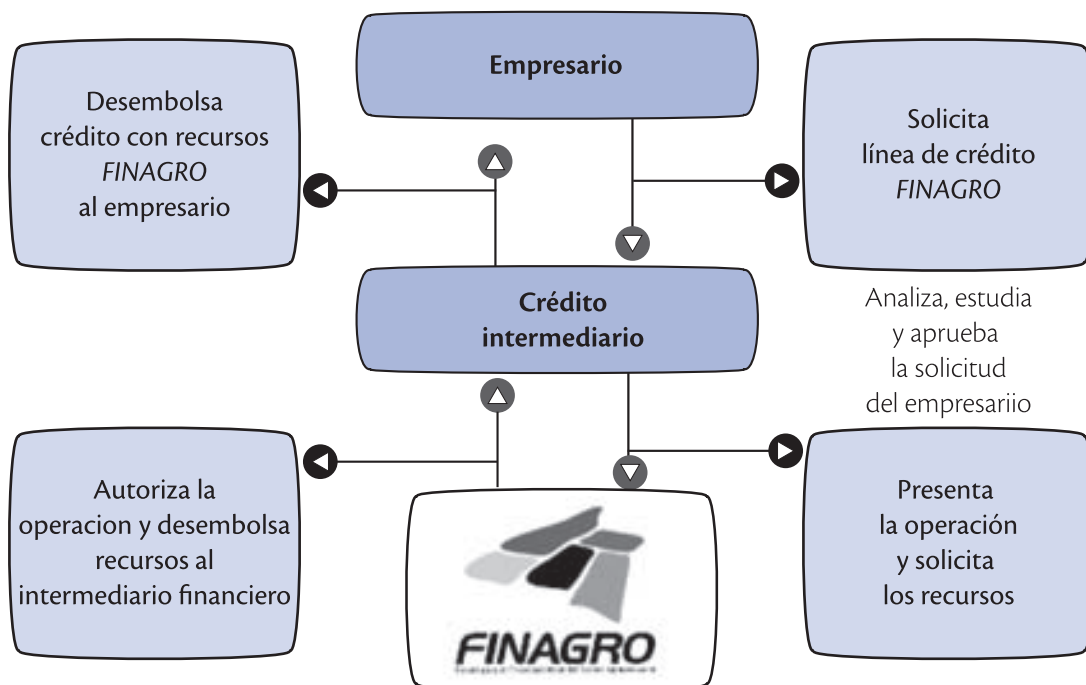 Empresario
Desembolsa
crédito con recursos
FINAGRO
al empresario
Solicita
línea de crédito
FINAGRO
Crédito
intermediario
Analiza, estudia
y aprueba
la solicitud
del empresariio
Autoriza la
operacion y desembolsa
recursos al
intermediario financiero
Presenta
la operación
y solicita
los recursos
FINAGRO